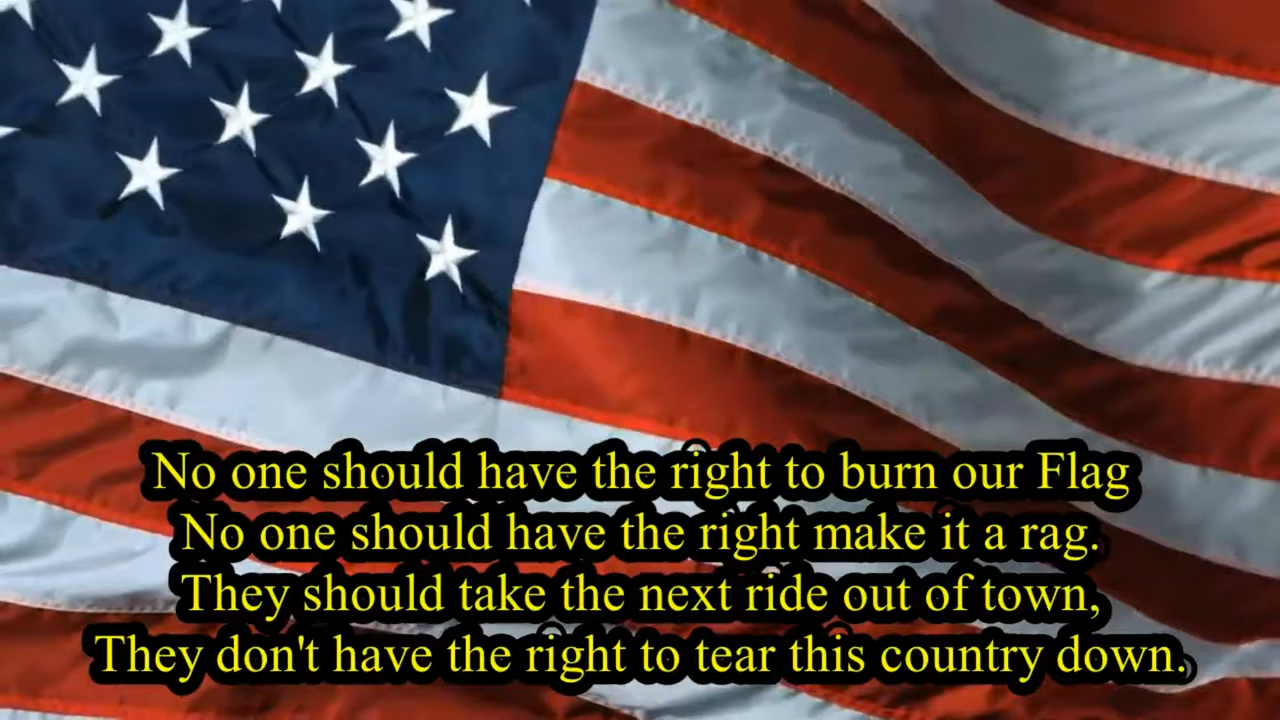 No one should have the right to burn our Flag
No one should have the right make it a rag.
They should take the next ride out of town,
They don't have the right to tear this country down.